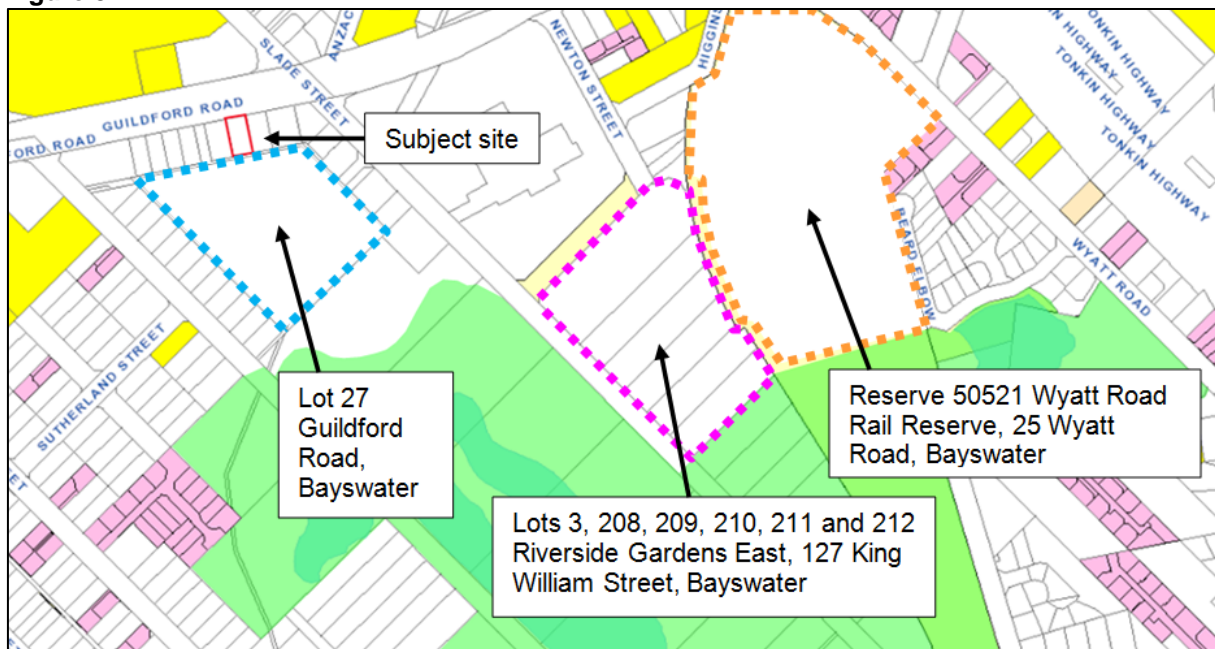 ANZAC
SLADE STREET
NEWTON STREET
HIGGINS
TONKIN HIGHWAY
TONKIN HIGHWAY
TONKIN HIGHWAY
TONKIN HIGHWAY
GUILDFORD ROAD
FORD ROAD
Subject site
BEARD ELBOW
WYATT ROAD
SUTHERLAND STREET
Lot 27
Guildford
Road,
Bayswater
Reserve 50521 Wyatt Road
Rail Reserve, 25 Wyatt
Road, Bayswater
Lots 3, 208, 209, 210, 211 and 212
Riverside Gardens East, 127 King
William Street, Bayswater